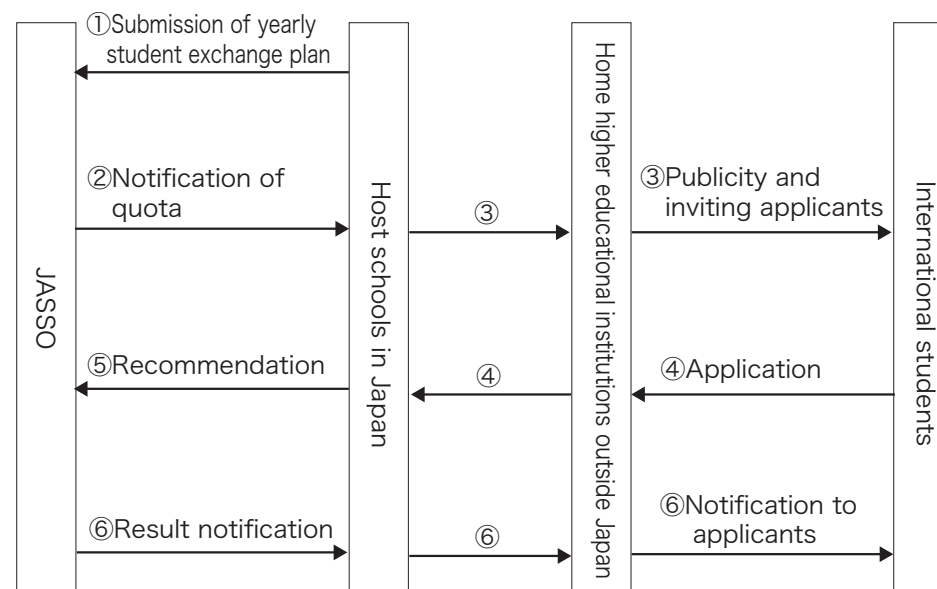 ①Submission of yearly
student exchange plan
②Notification of
quota
③
③Publicity and
inviting applicants
JASSO
Host schools in Japan
Home higher educational institutions outside Japan
International students
⑤Recommendation
④
④Application
⑥Result notification
⑥
⑥Notification to
applicants